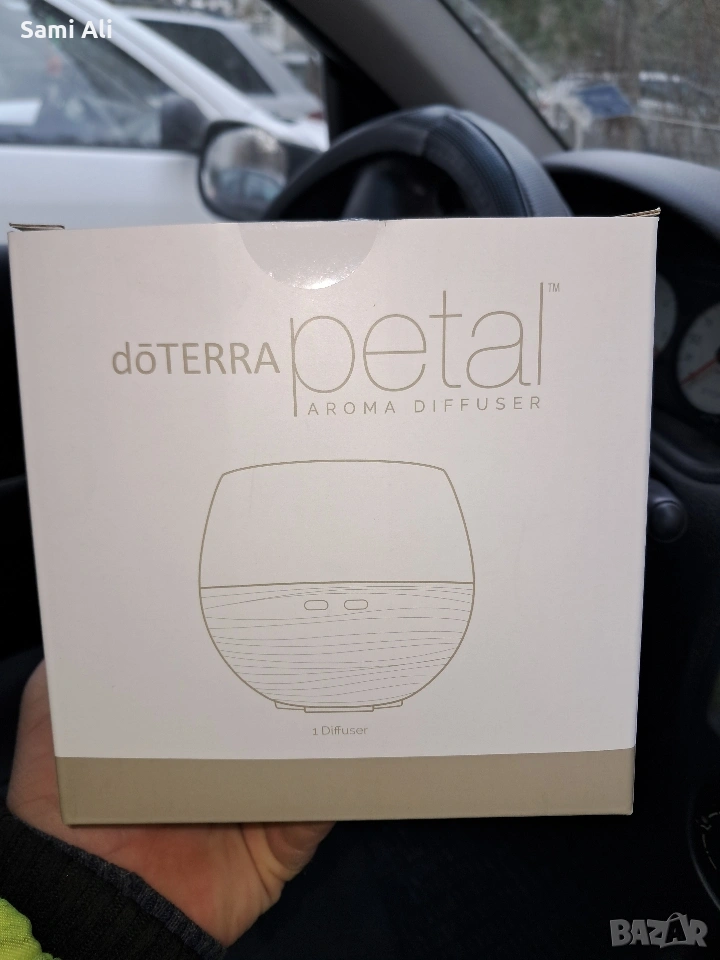 Sami Ali
dōTERRA petal™
AROMA DIFFUSER
1 Diffuser
BAZAR